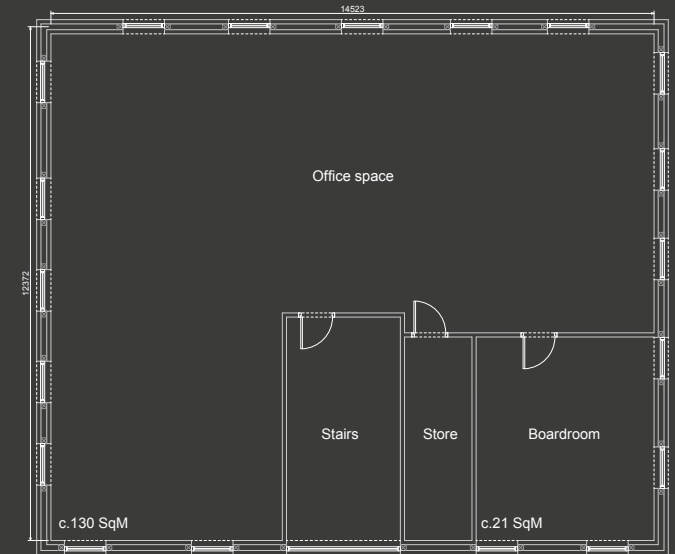 14523
Office space
12372
Stairs
Store
Boardroom
c.130 SqM
c.21 SqM